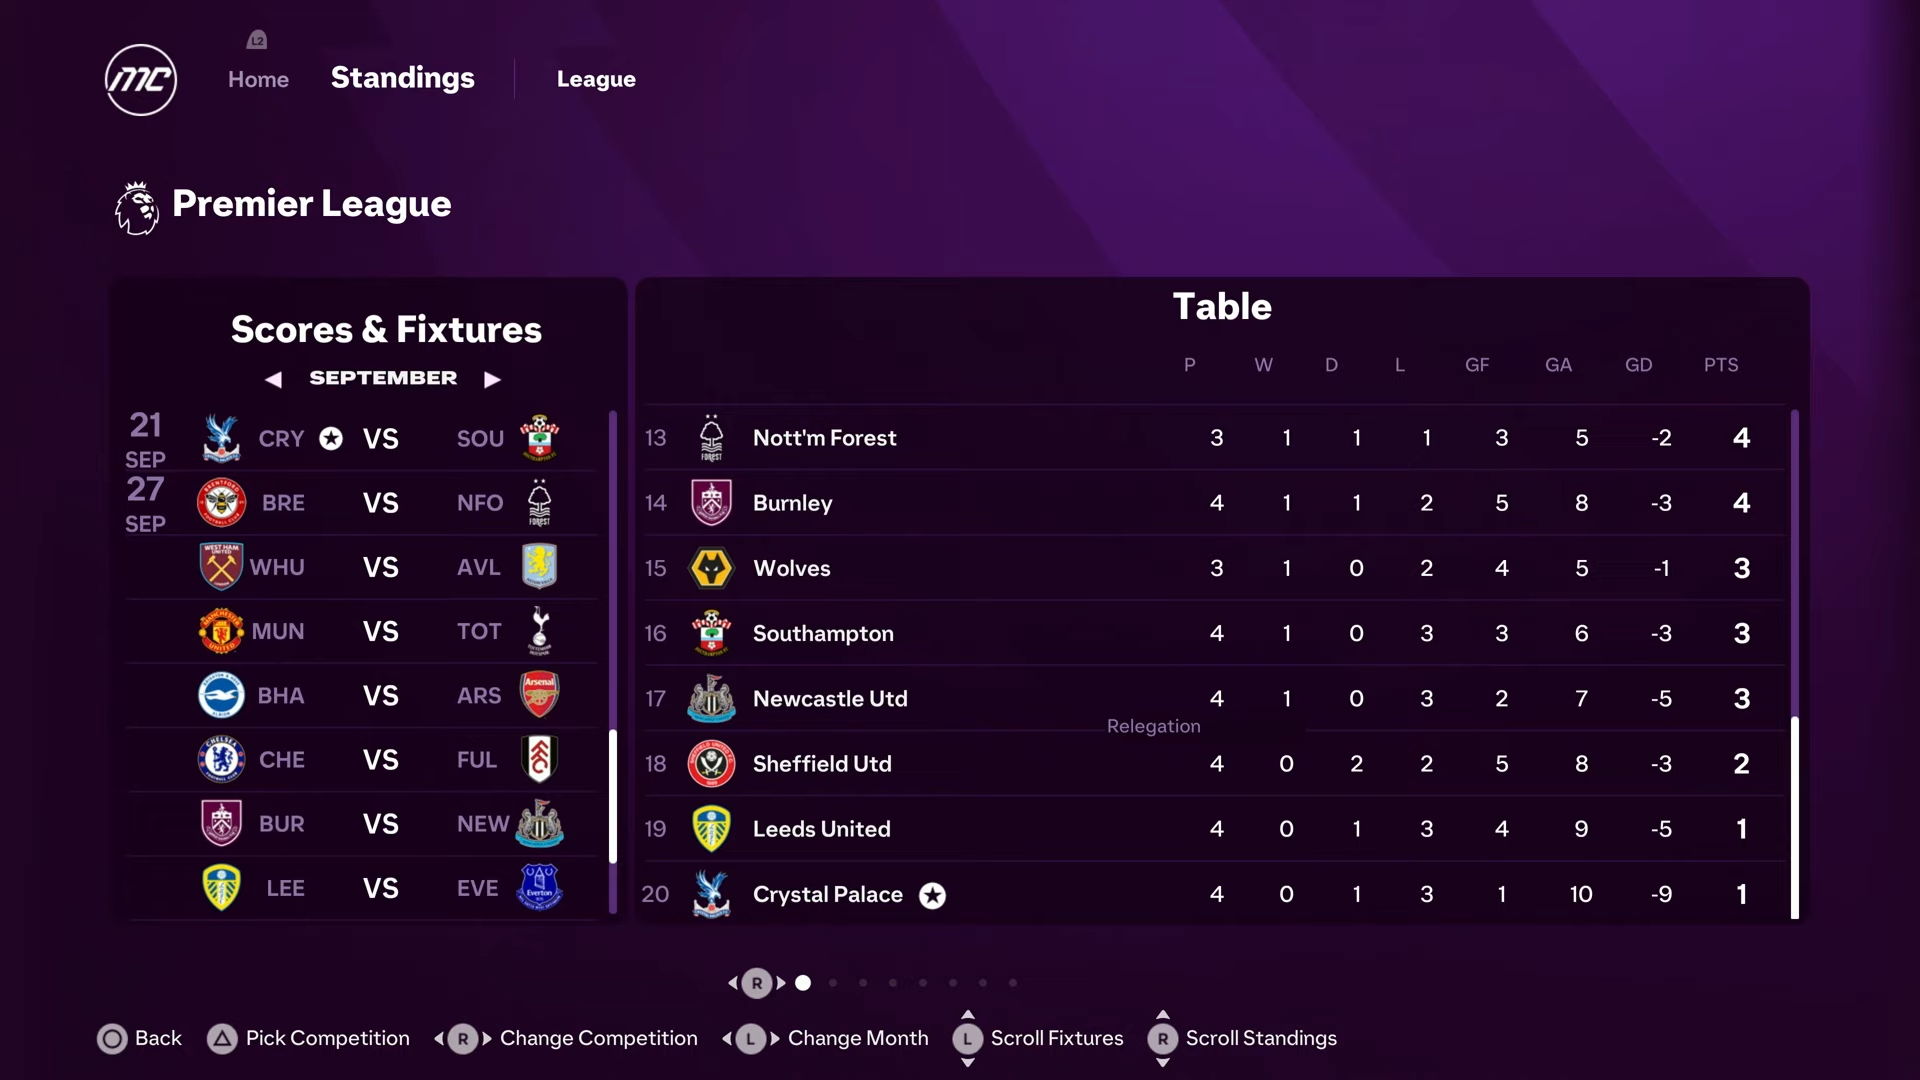 L2
MC Home Standings League
Premier League
Scores & Fixtures
SEPTEMBER
21 SEP CRY VS SOU
27 SEP BRE VS NFO
WHU VS AVL
MUN VS TOT
BHA VS ARS
CHE VS FUL
BUR VS NEW
LEE VS EVE
Table
P W D L GF GA GD PTS
13 Nott'm Forest 3 1 1 1 3 5 -2 4
14 Burnley 4 1 1 2 5 8 -3 4
15 Wolves 3 1 0 2 4 5 -1 3
16 Southampton 4 1 0 3 3 6 -3 3
17 Newcastle Utd 4 1 0 3 2 7 -5 3
Relegation
18 Sheffield Utd 4 0 2 2 5 8 -3 2
19 Leeds United 4 0 1 3 4 9 -5 1
20 Crystal Palace 4 0 1 3 1 10 -9 1
R
Back Pick Competition R Change Competition L Change Month L Scroll Fixtures R Scroll Standings